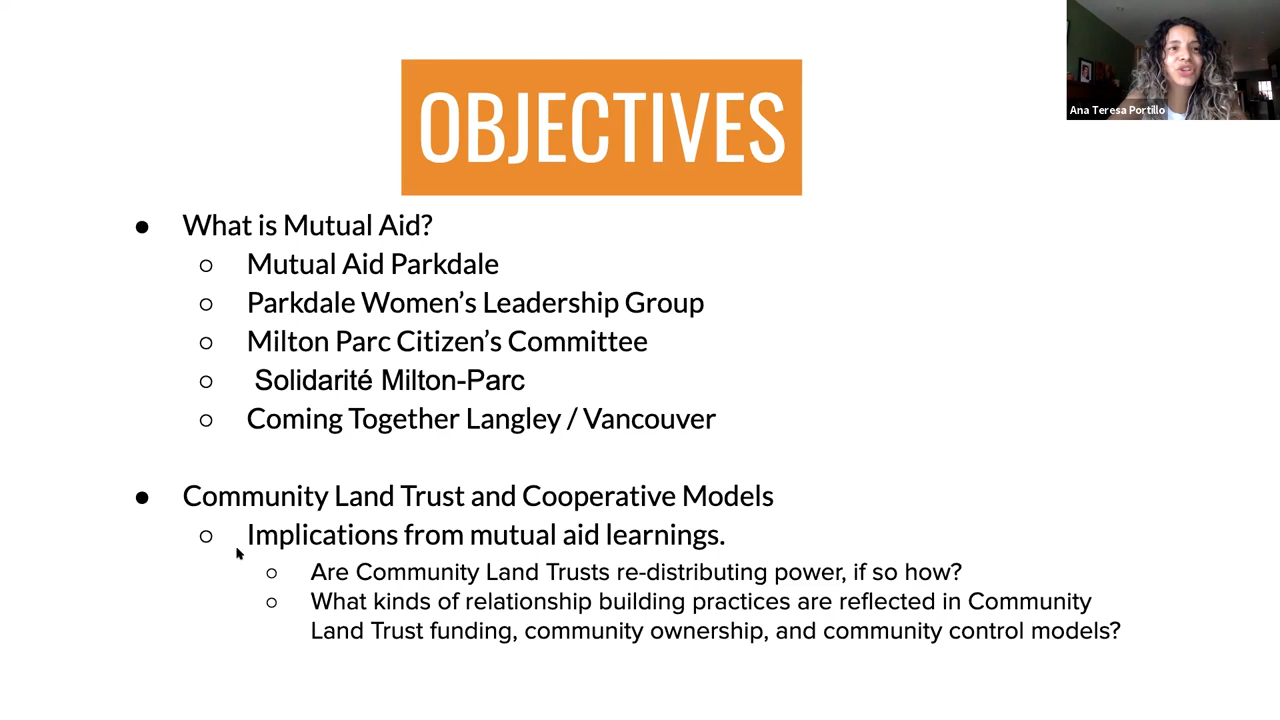 OBJECTIVES
Ana Teresa Portillo
● What is Mutual Aid?
○ Mutual Aid Parkdale
○ Parkdale Women’s Leadership Group
○ Milton Parc Citizen’s Committee
○ Solidarité Milton-Parc
○ Coming Together Langley / Vancouver
● Community Land Trust and Cooperative Models
○ Implications from mutual aid learnings.
○ Are Community Land Trusts re-distributing power, if so how?
○ What kinds of relationship building practices are reflected in Community
Land Trust funding, community ownership, and community control models?